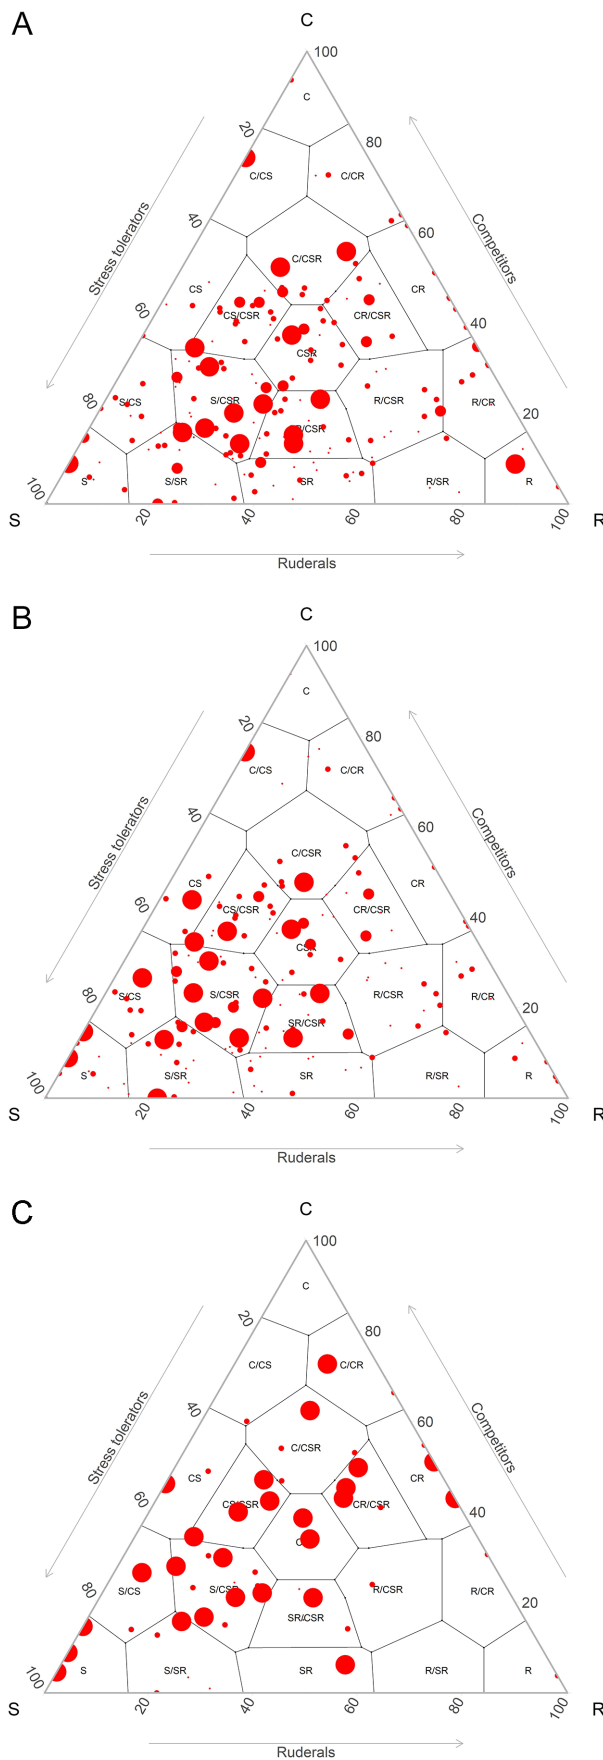 A
C
100
C
20
80
C/CS
C/CR
40
60
Stress tolerators
Competitors
C/CSR
CS
CR
60
CS/CSR
CR/CSR
40
CSR
80
S/CS
S/CSR
R/CSR
R/CR
20
SR/CSR
100
S
S/SR
SR
R/SR
R
S
20
40
60
80
100
R
Ruderals
B
C
100
C
20
80
C/CS
C/CR
40
60
Stress tolerators
Competitors
C/CSR
CS
CR
60
CS/CSR
CR/CSR
40
CSR
80
S/CS
S/CSR
R/CSR
R/CR
20
SR/CSR
100
S
S/SR
SR
R/SR
R
S
20
40
60
80
100
R
Ruderals
C
C
100
C
20
80
C/CS
C/CR
40
60
Stress tolerators
Competitors
C/CSR
CS
CR
60
CS/CSR
CR/CSR
40
80
S/CS
S/CSR
R/CSR
R/CR
20
SR/CSR
100
S
S/SR
SR
R/SR
R
S
20
40
60
80
100
R
Ruderals